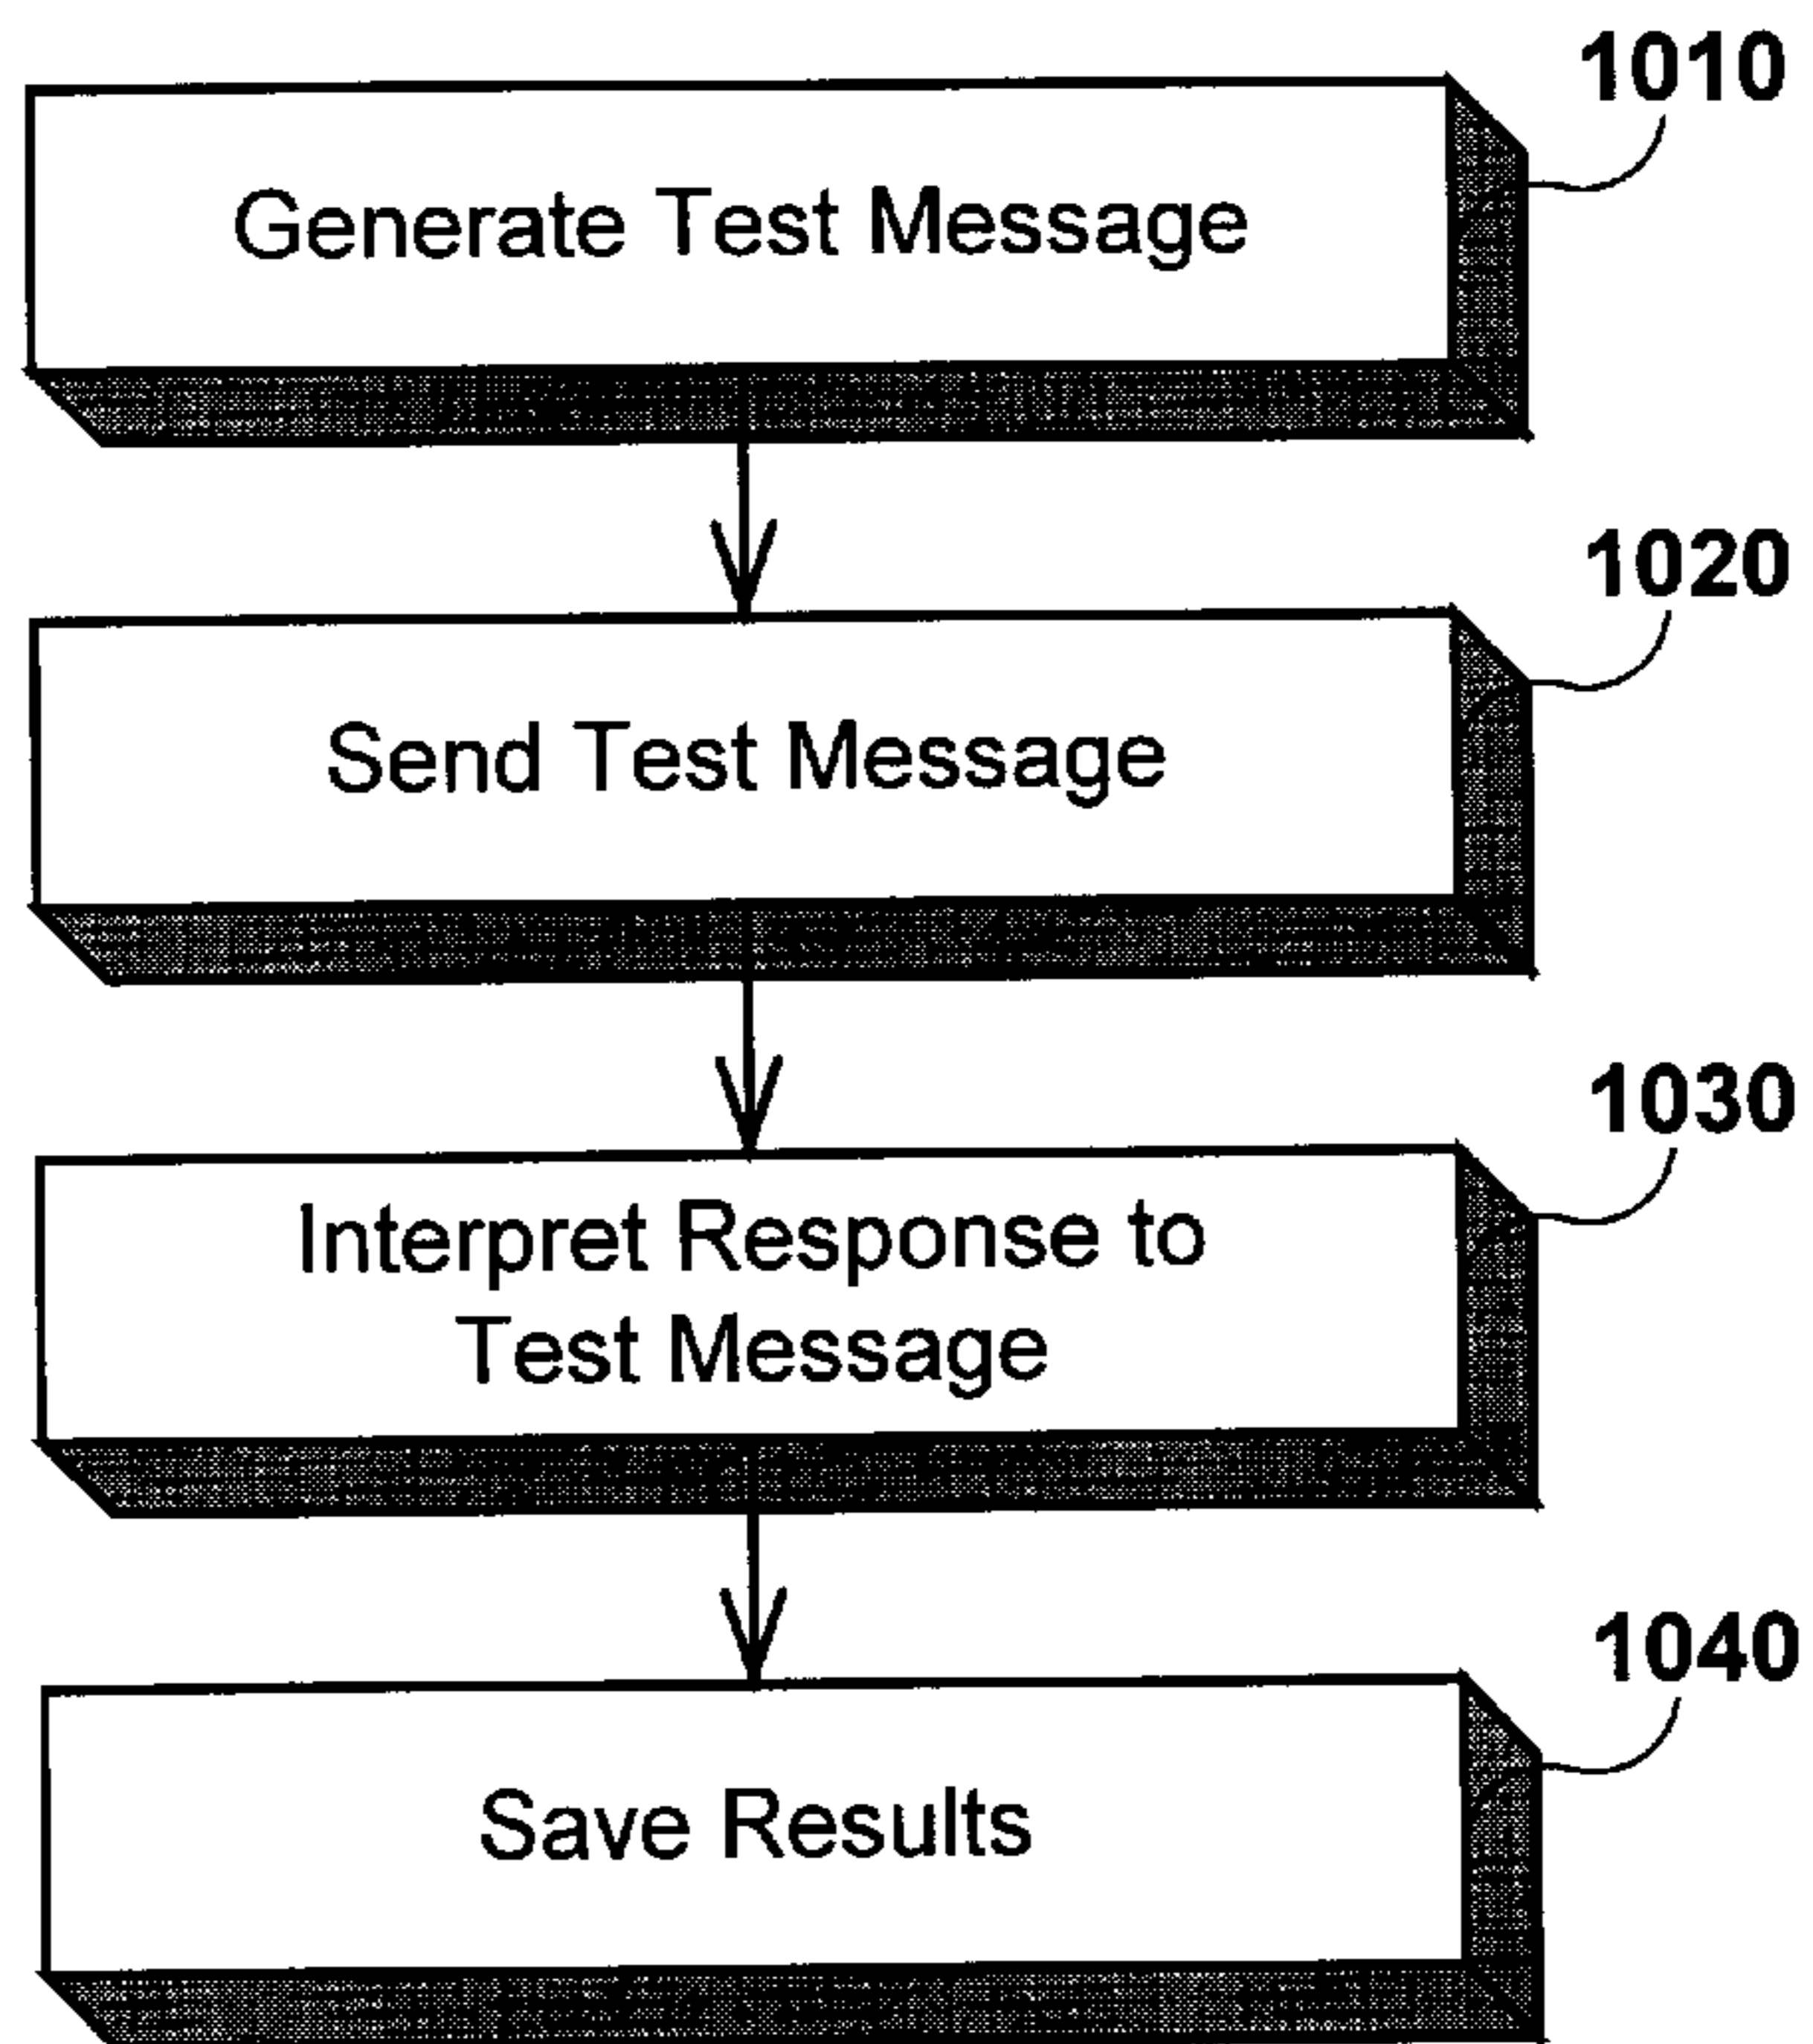 1010
Generate Test Message
1020
Send Test Message
1030
Interpret Response to
Test Message
1040
Save Results